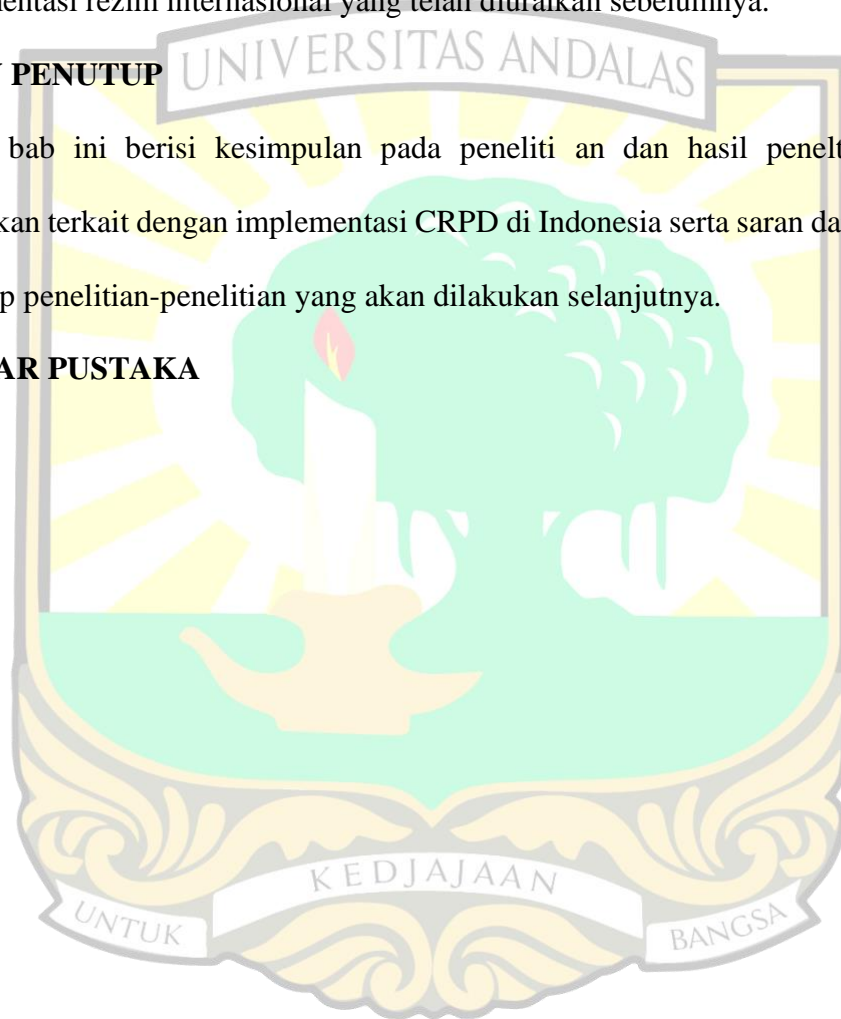 mentasi rezim internasional yang telah diuraikan sebelumnya.
PENUTUP
bab ini berisi kesimpulan pada peneliti an dan hasil penelt
kan terkait dengan implementasi CRPD di Indonesia serta saran da
p penelitian-penelitian yang akan dilakukan selanjutnya.
AR PUSTAKA
UNIVERSITAS ANDALAS
KEDJAJAAN
UNTUK
BANGSA